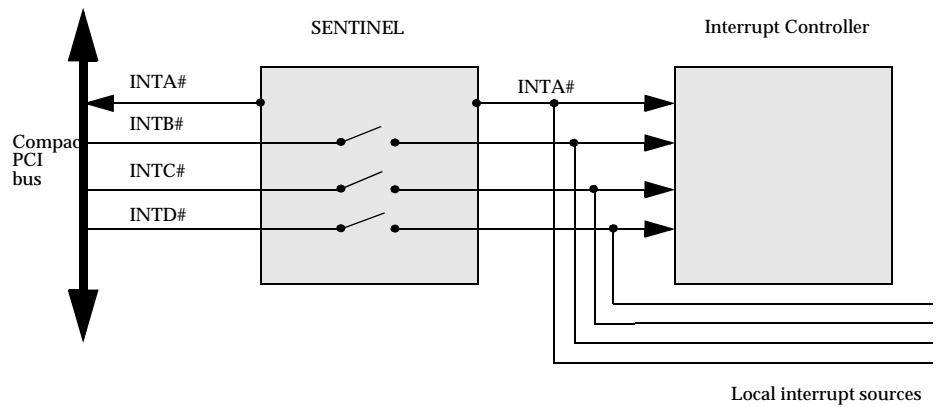 SENTINEL
Interrupt Controller
INTA#
INTA#
INTB#
Compac
PCI
bus
INTC#
INTD#
Local interrupt sources